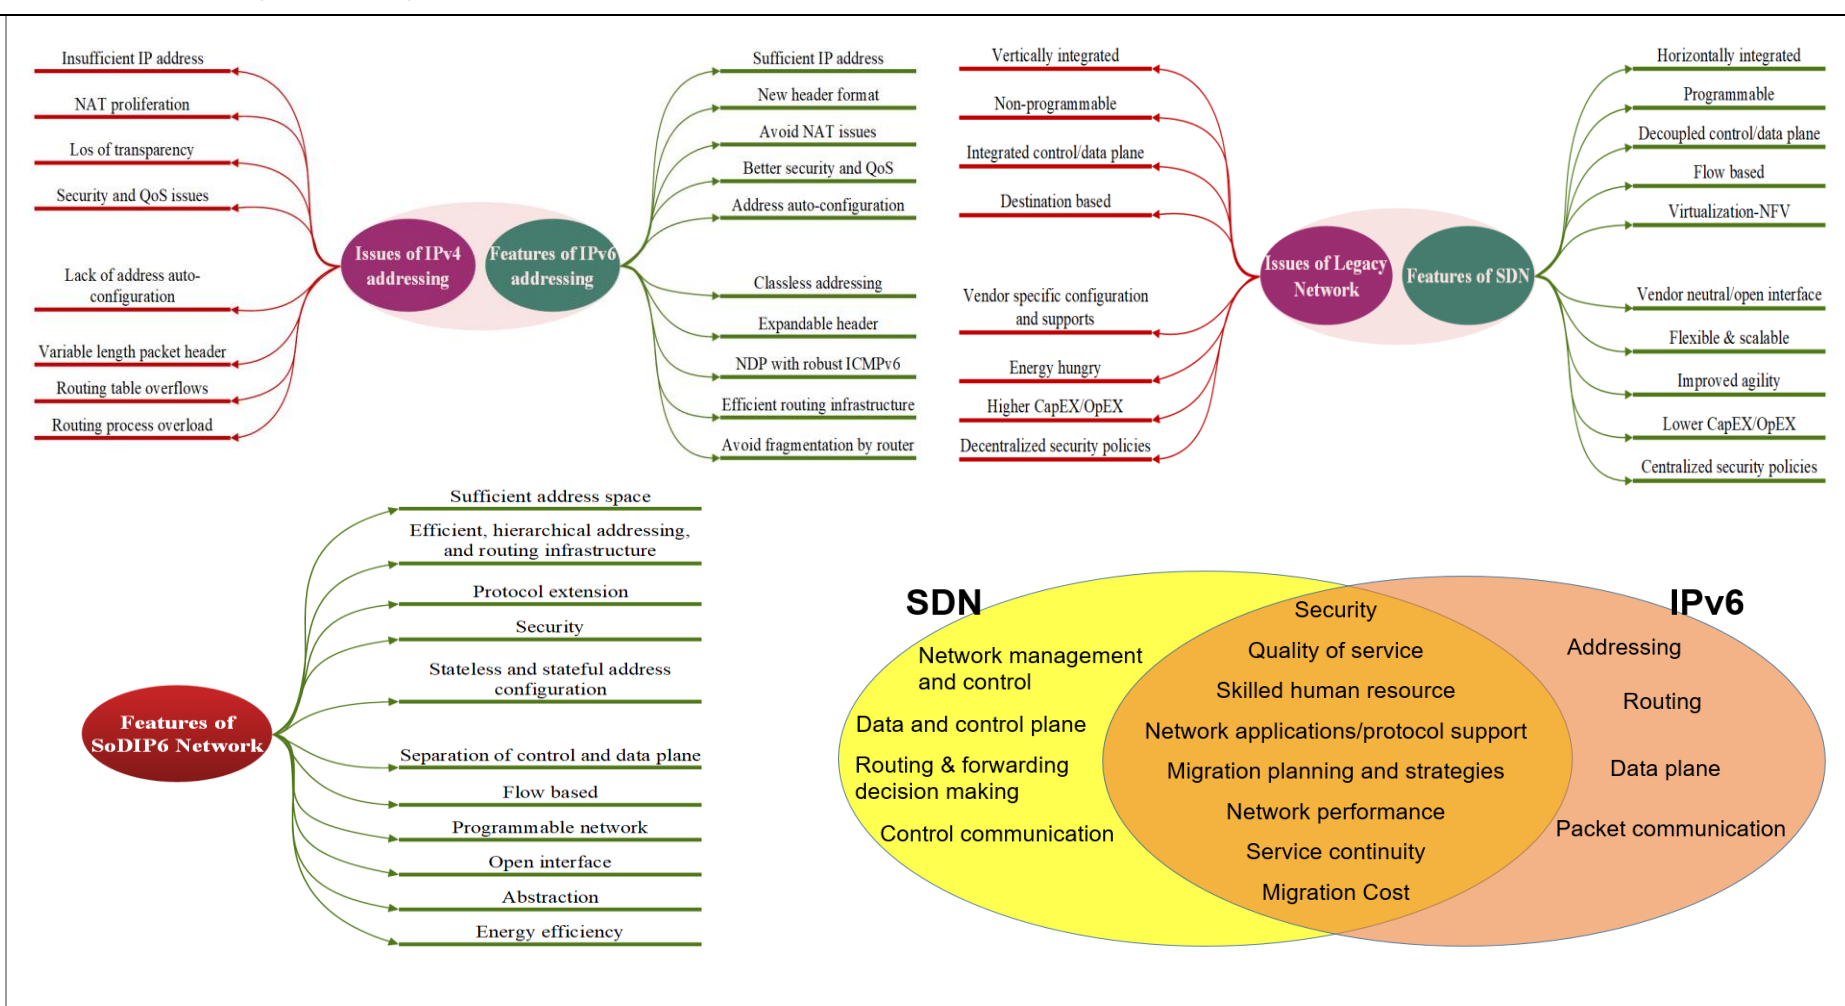 Insufficient IP address
NAT proliferation
Los of transparency
Security and QoS issues
Lack of address auto-
configuration
Variable length packet header
Routing table overflows
Routing process overload
Issues of IPv4
addressing
Features of IPv6
addressing
Sufficient IP address
New header format
Avoid NAT issues
Better security and QoS
Address auto-configuration
Classless addressing
Expandable header
NDP with robust ICMPv6
Efficient routing infrastructure
Avoid fragmentation by router
Vertically integrated
Non-programmable
Integrated control/data plane
Destination based
Vendor specific configuration
and supports
Energy hungry
Higher CapEX/OpEX
Decentralized security policies
Issues of Legacy
Network
Features of SDN
Horizontally integrated
Programmable
Decoupled control/data plane
Flow based
Virtualization-NFV
Vendor neutral/open interface
Flexible & scalable
Improved agility
Lower CapEX/OpEX
Centralized security policies
Features of
SoDIP6 Network
Sufficient address space
Efficient, hierarchical addressing,
and routing infrastructure
Protocol extension
Security
Stateless and stateful address
configuration
Separation of control and data plane
Flow based
Programmable network
Open interface
Abstraction
Energy efficiency
SDN
Network management
and control
Data and control plane
Routing & forwarding
decision making
Control communication
Security
Quality of service
Skilled human resource
Network applications/protocol support
Migration planning and strategies
Network performance
Service continuity
Migration Cost
IPv6
Addressing
Routing
Data plane
Packet communication